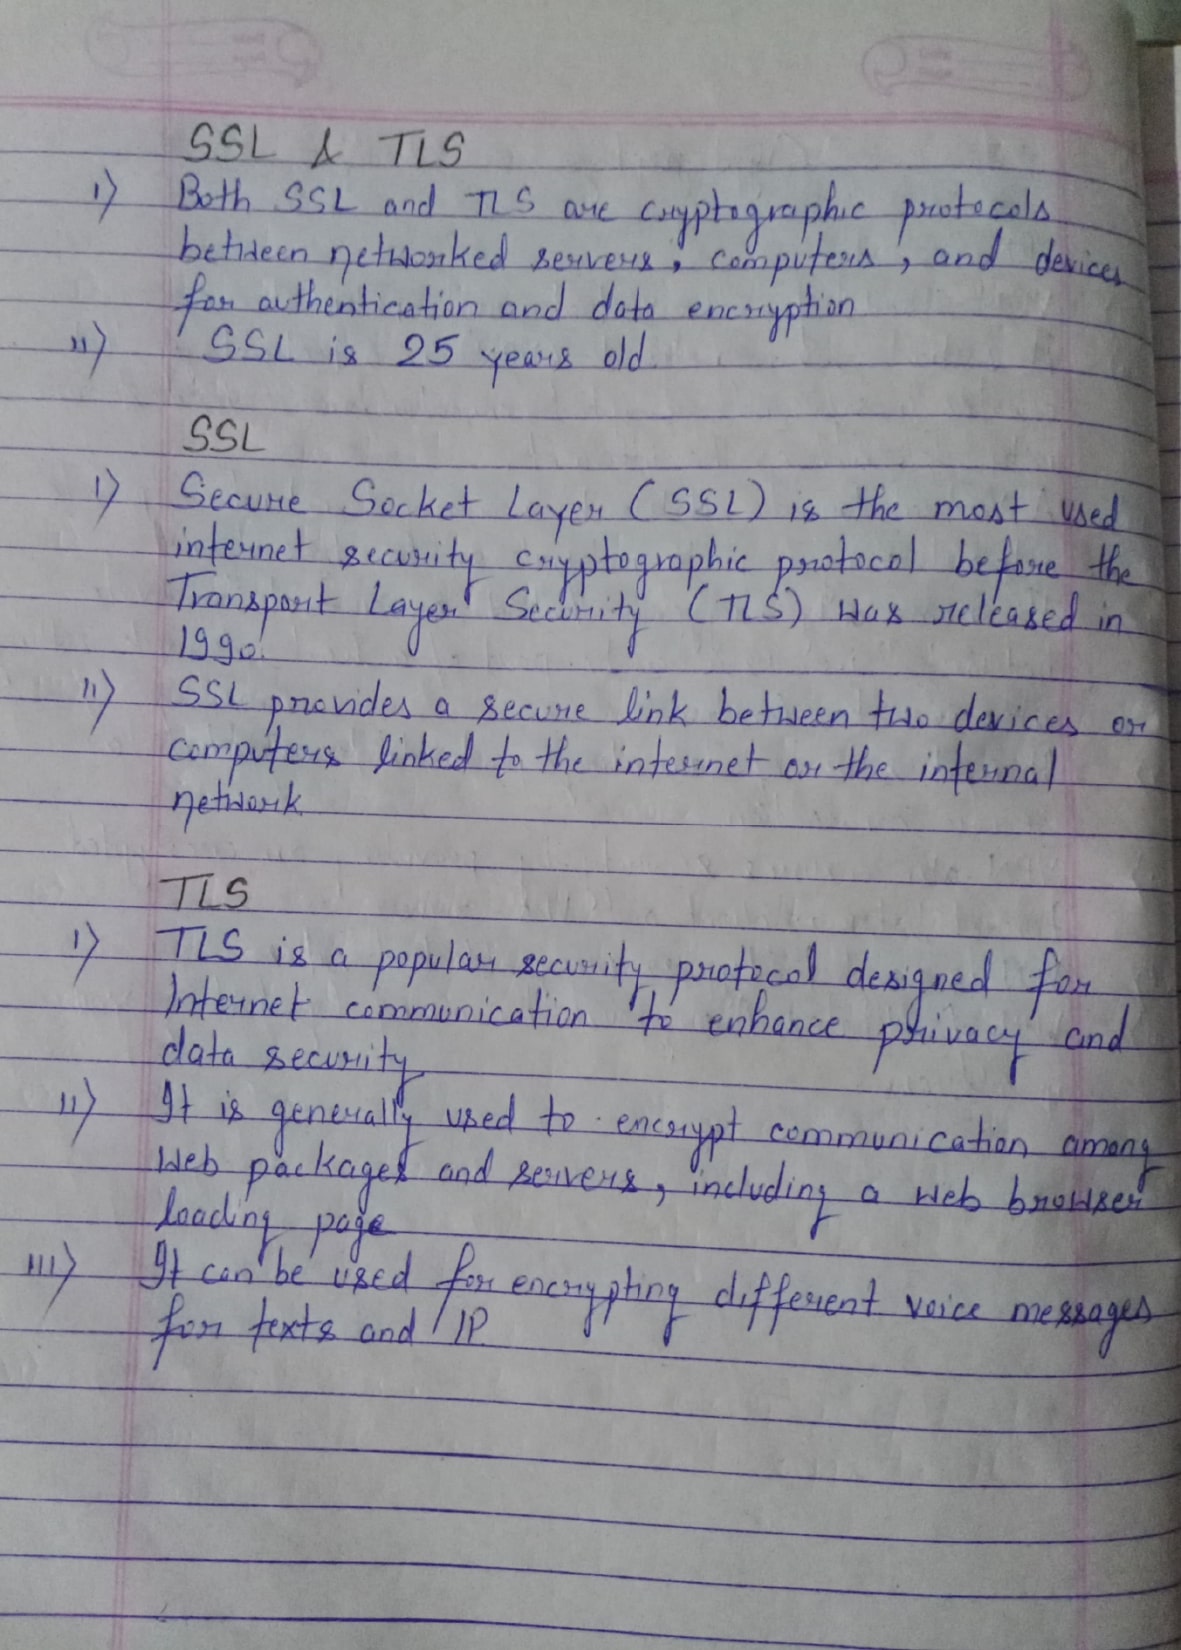 SSL & TLS
i) Both SSL and TLS are cryptographic protocols
between networked servers, computers, and devices
for authentication and data encryption
ii) SSL is 25 years old.
SSL
i) Secure Socket Layer (SSL) is the most used
internet security cryptographic protocol before the
Transport Layer Security (TLS) was released in
1990.
ii) SSL provides a secure link between two devices or
computers linked to the internet or the internal
network
TLS
i) TLS is a popular security protocol designed for
Internet communication to enhance privacy and
data security
ii) It is generally used to encrypt communication among
Web packages and servers, including a web browser
loading page
iii) It can be used for encrypting different voice messages
for texts and IP